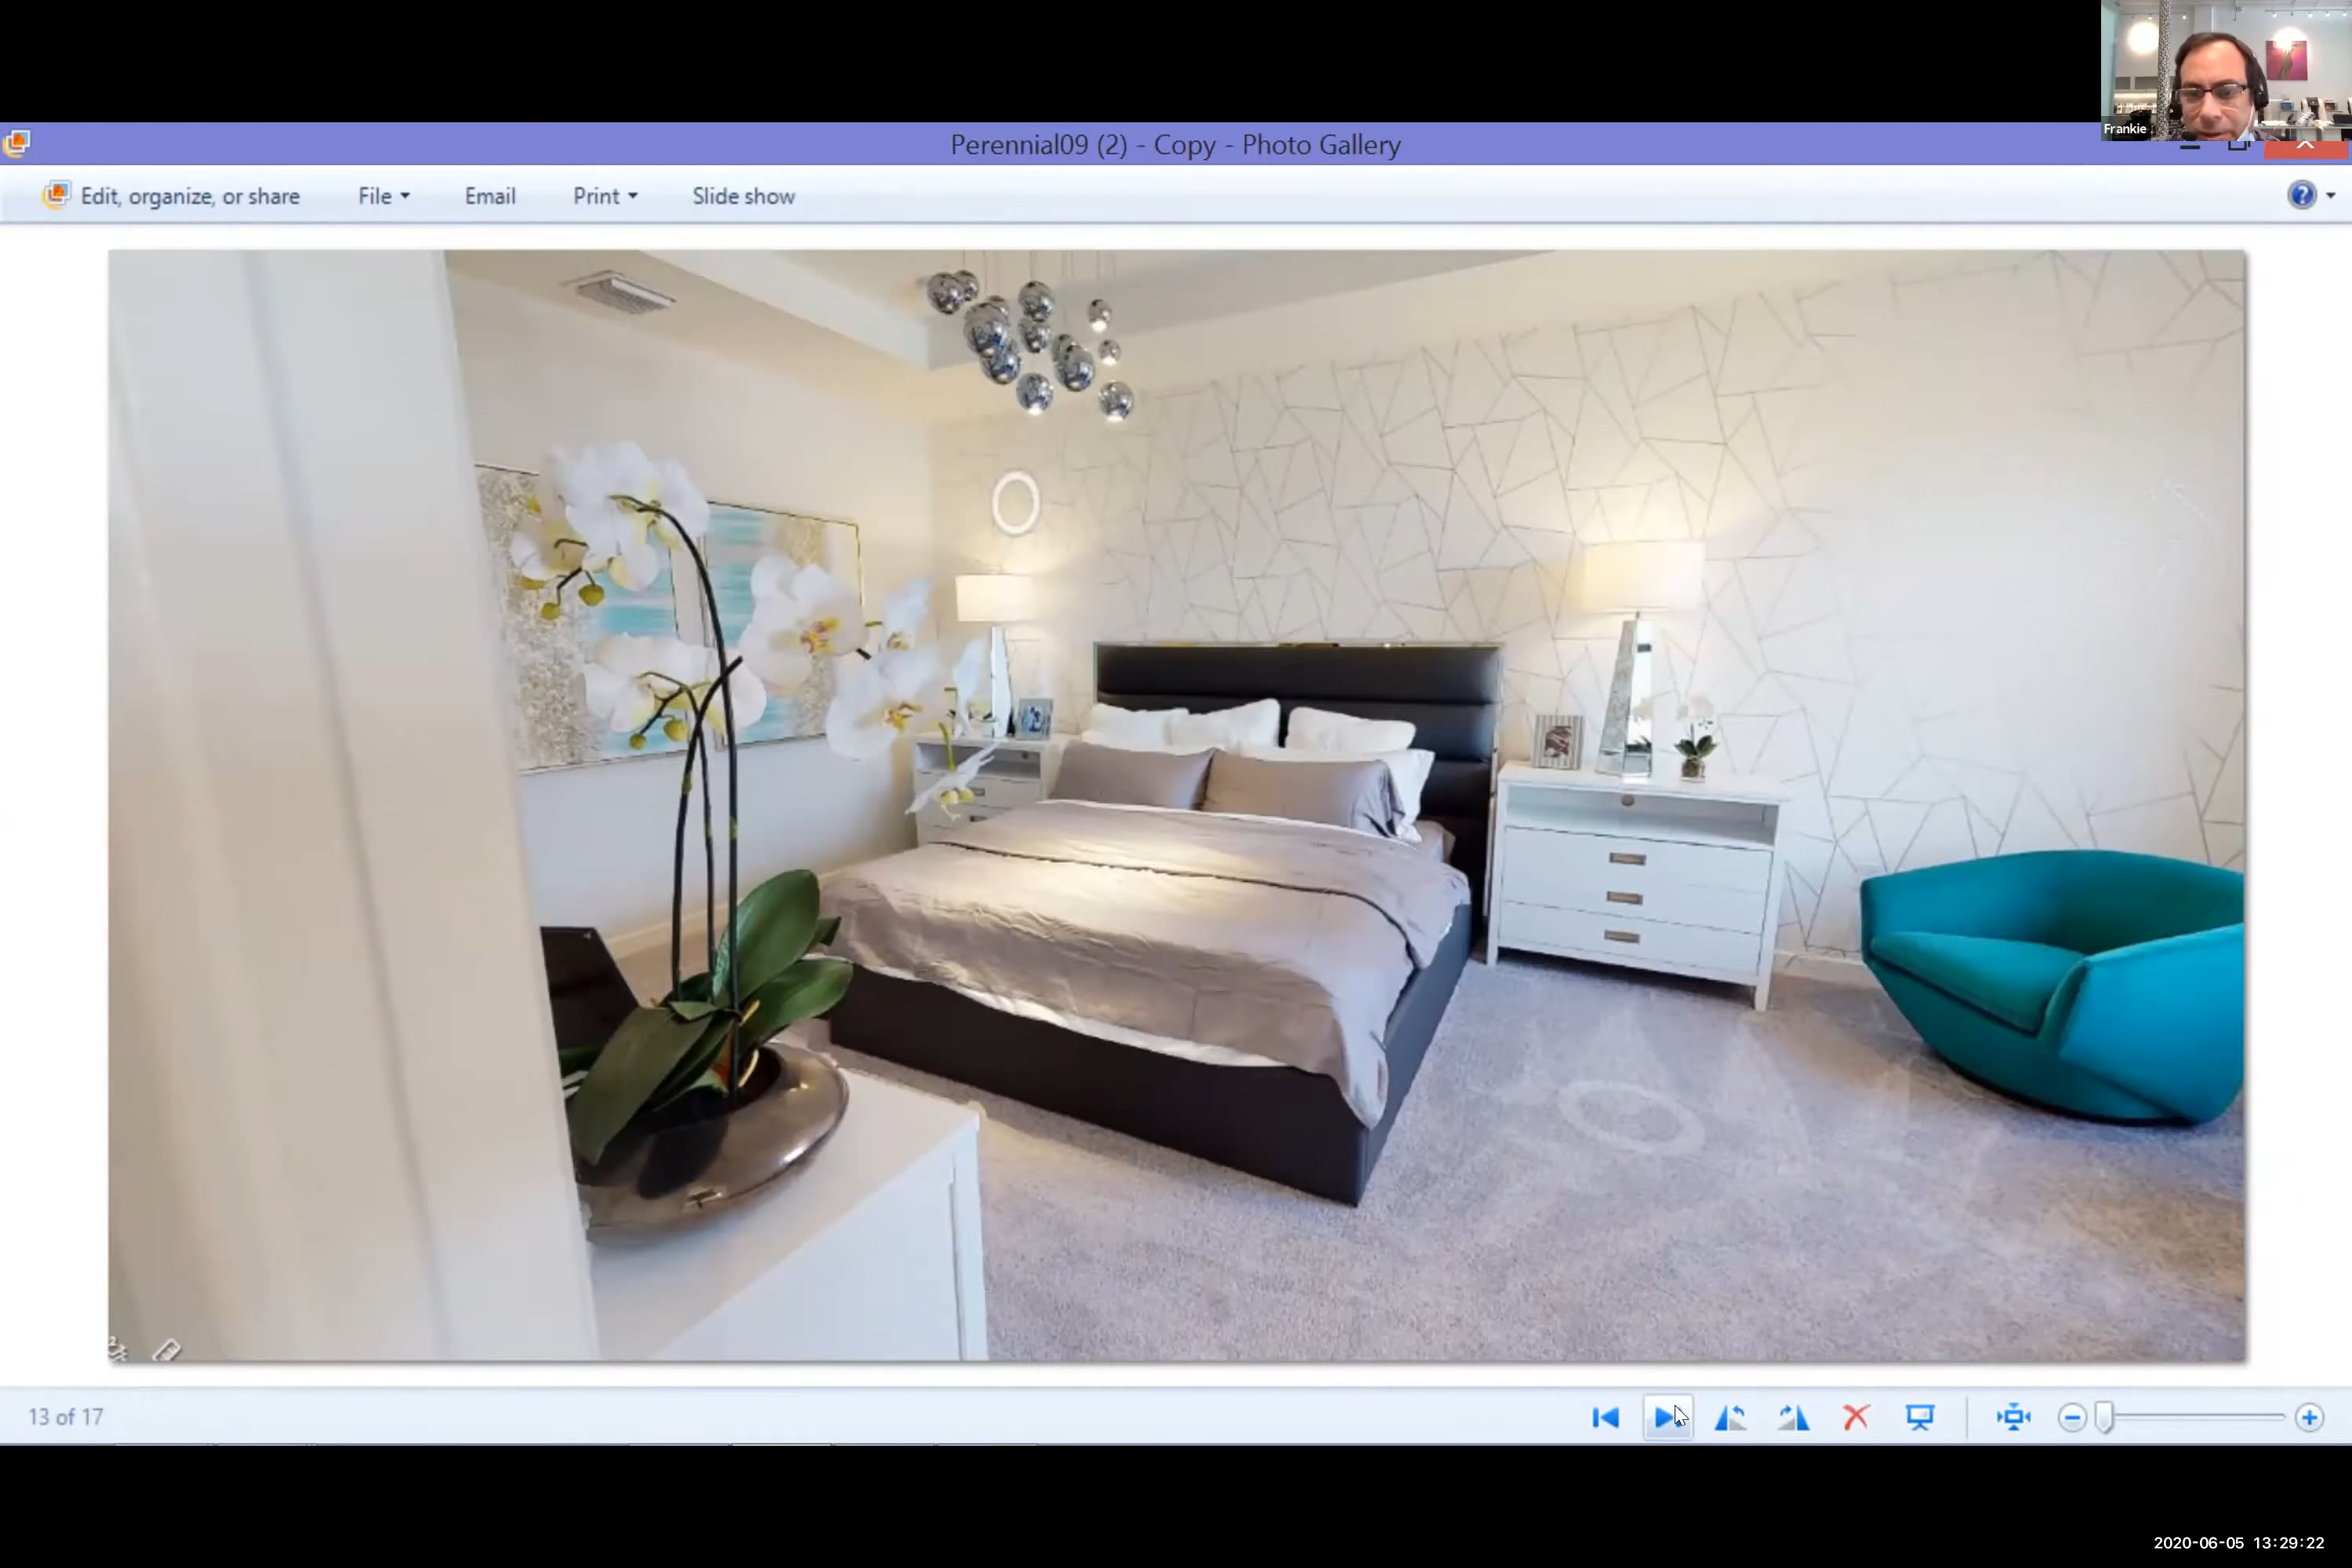 Frankie
Perennial09 (2) - Copy - Photo Gallery
Edit, organize, or share File Email Print Slide show
13 of 17
2020-06-05 13:29:22